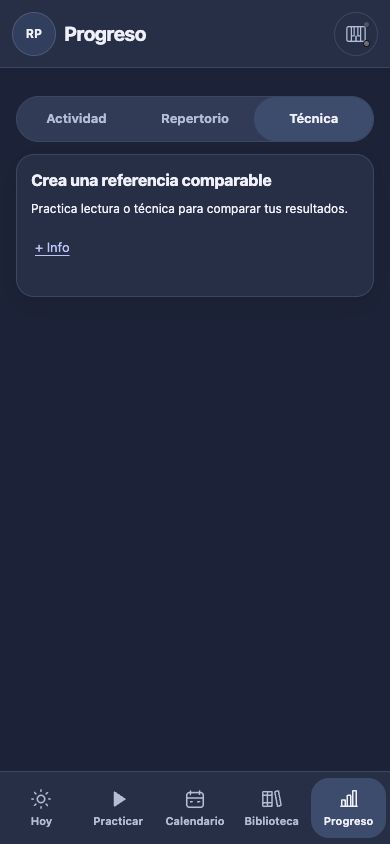 RP
Progreso
Actividad
Repertorio
Técnica
Crea una referencia comparable
Practica lectura o técnica para comparar tus resultados.
+ Info
Hoy
Practicar
Calendario
Biblioteca
Progreso